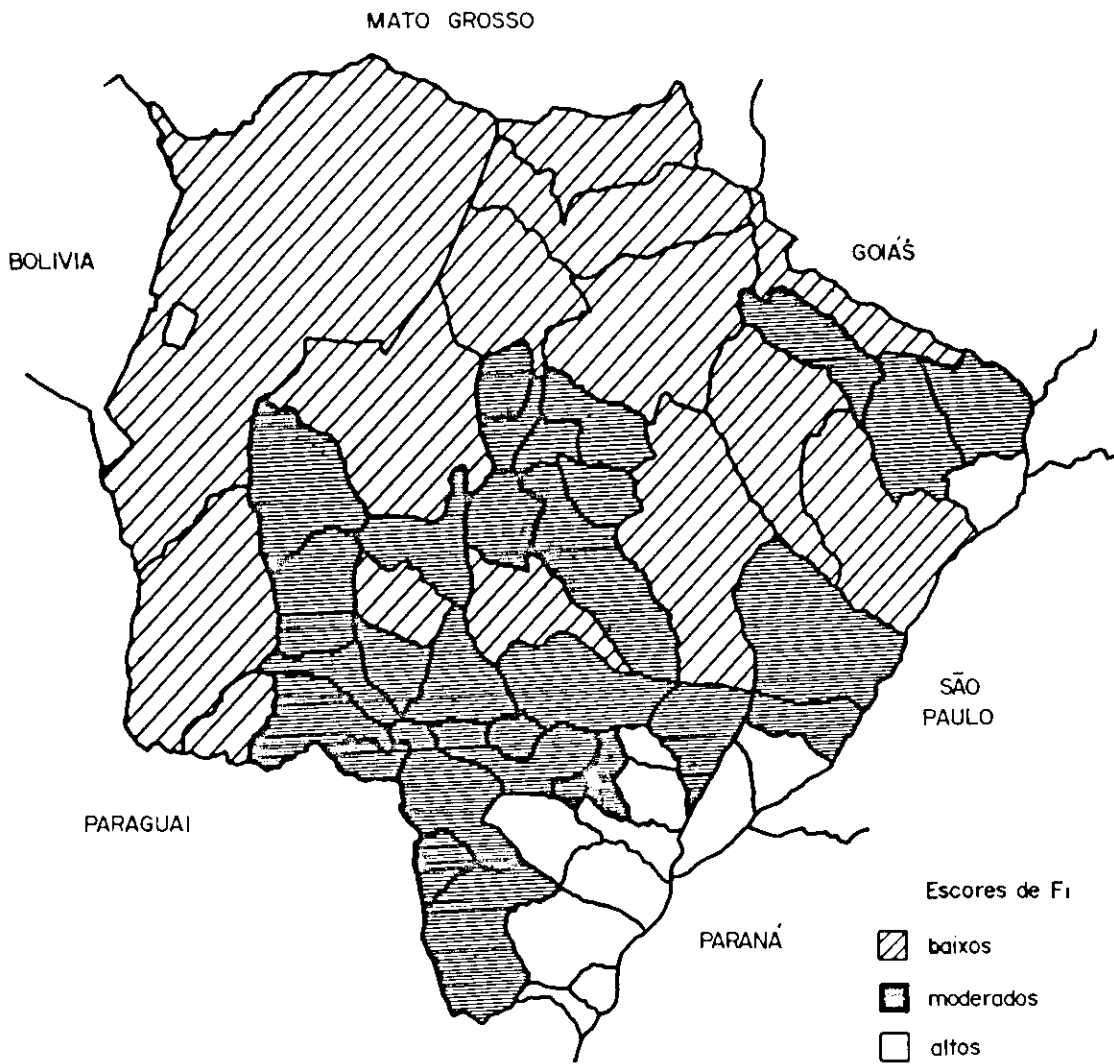 MATO GROSSO
BOLIVIA
GOIÁS
SÃO
PAULO
PARAGUAI
PARANÁ
Escores de F1
baixos
moderados
altos